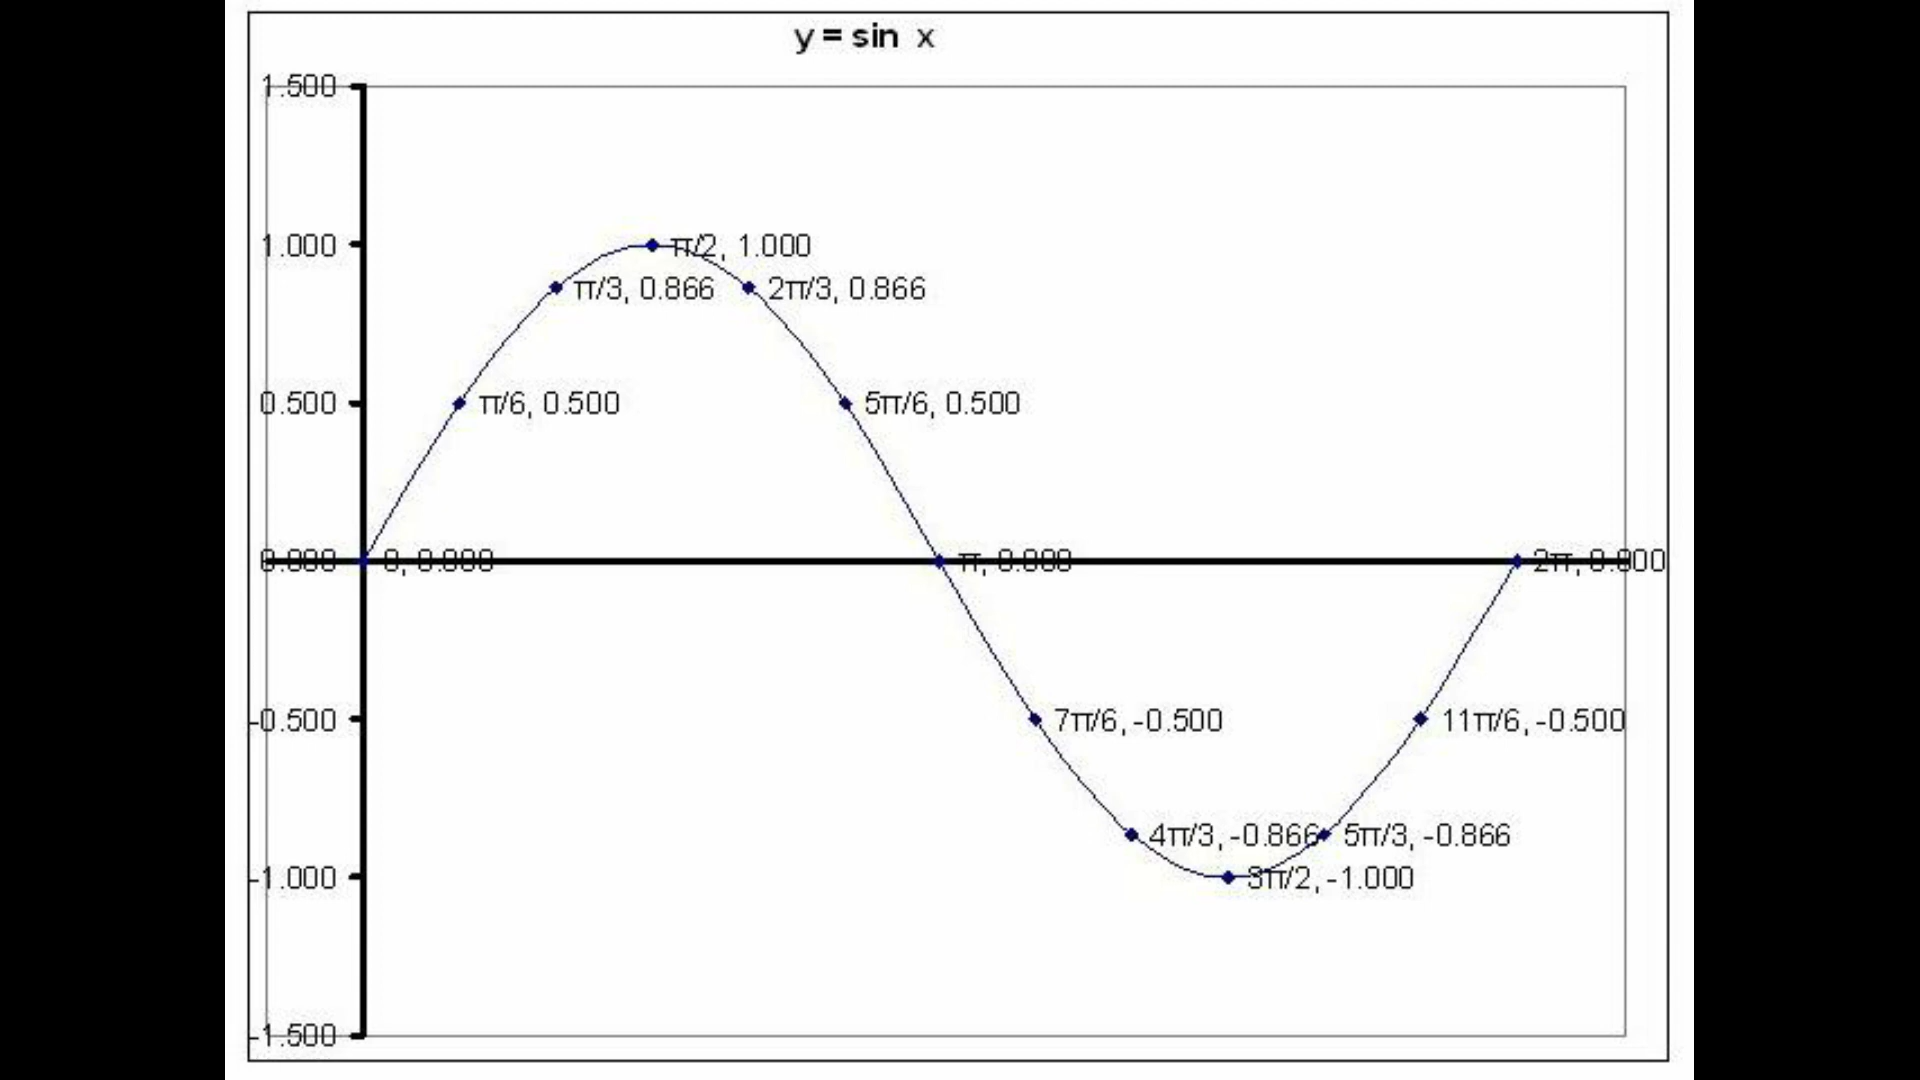 y = sin x
1.500
1.000
π/2, 1.000
π/3, 0.866
2π/3, 0.866
0.500
π/6, 0.500
5π/6, 0.500
0.000
0, 0.000
π, 0.000
2π, 0.000
-0.500
7π/6, -0.500
11π/6, -0.500
4π/3, -0.866
5π/3, -0.866
-1.000
3π/2, -1.000
-1.500